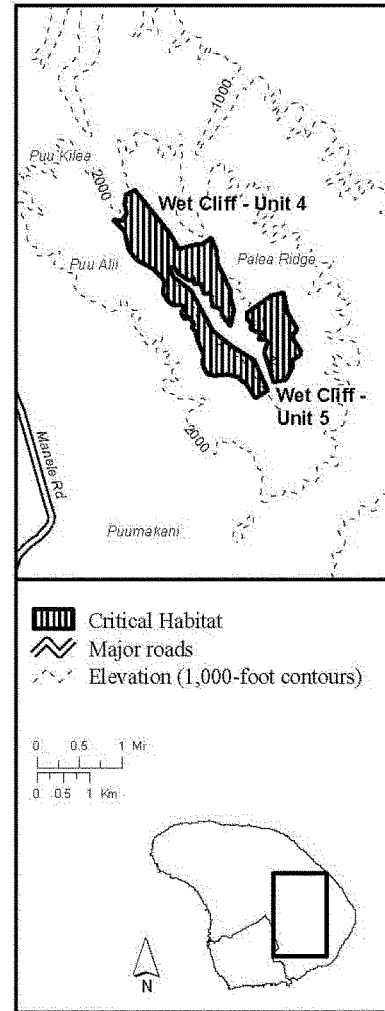 1000
Puu Kilea
2000
Wet Cliff - Unit 4
Puu Alii
Palea Ridge
Wet Cliff -
Unit 5
2000
Manele Rd
Puumakani
Critical Habitat
Major roads
Elevation (1,000-foot contours)
0 0.5 1 Mi
0 0.5 1 Km
N